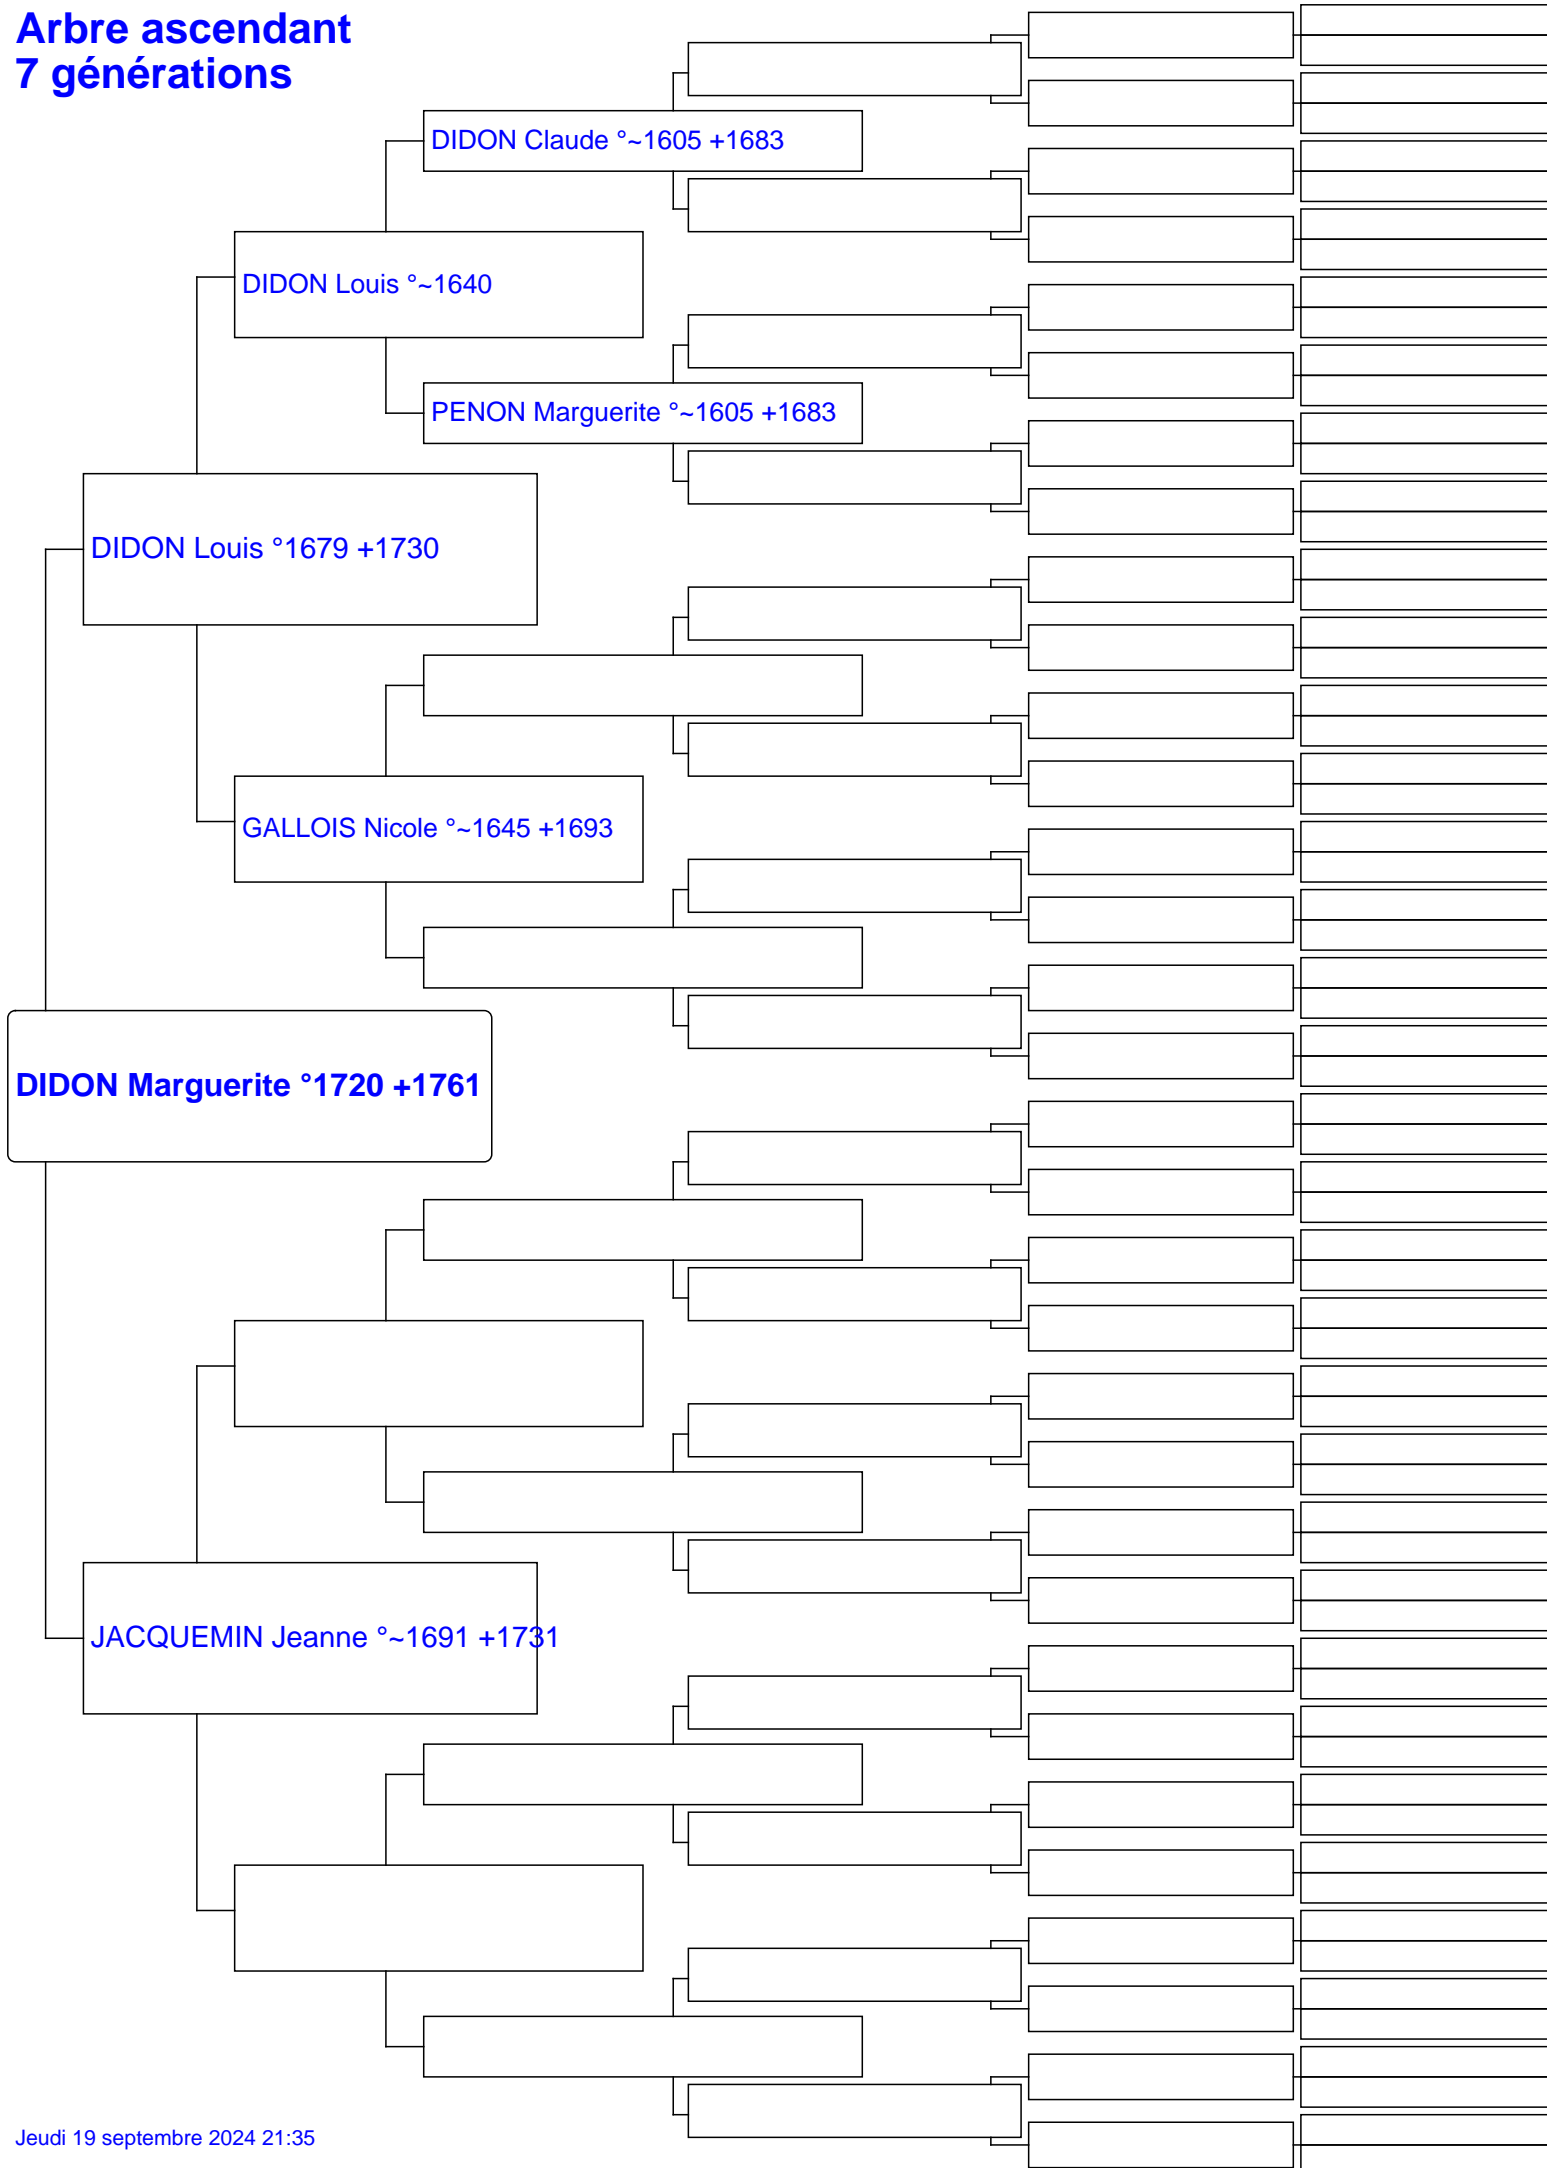 Arbre ascendant
7 générations
DIDON Claude °~1605 +1683
DIDON Louis °~1640
PENON Marguerite °~1605 +1683
DIDON Louis °1679 +1730
GALLOIS Nicole °~1645 +1693
DIDON Marguerite °1720 +1761
JACQUEMIN Jeanne °~1691 +1731
Jeudi 19 septembre 2024 21:35